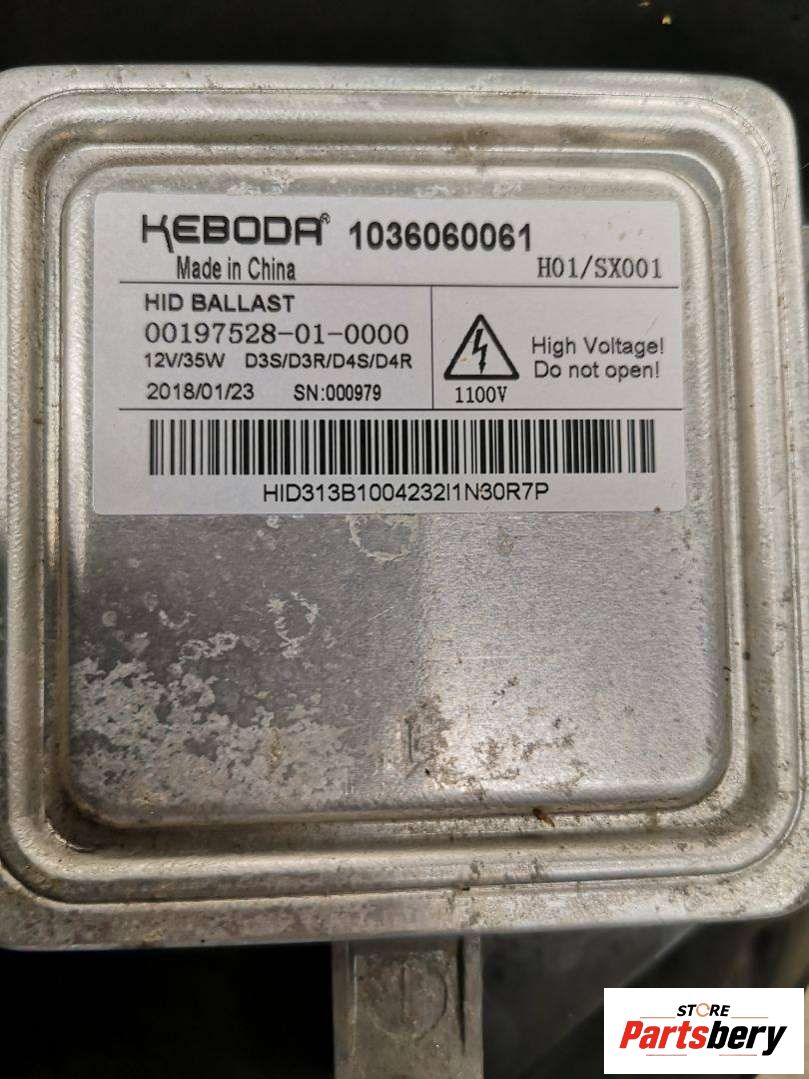 KEBODA® 1036060061
Made in China H01/SX001
HID BALLAST
00197528-01-0000
12V/35W D3S/D3R/D4S/D4R
2018/01/23 SN:000979
1100V
High Voltage!
Do not open!
HID313B1004232I1N30R7P
STORE
Partsbery